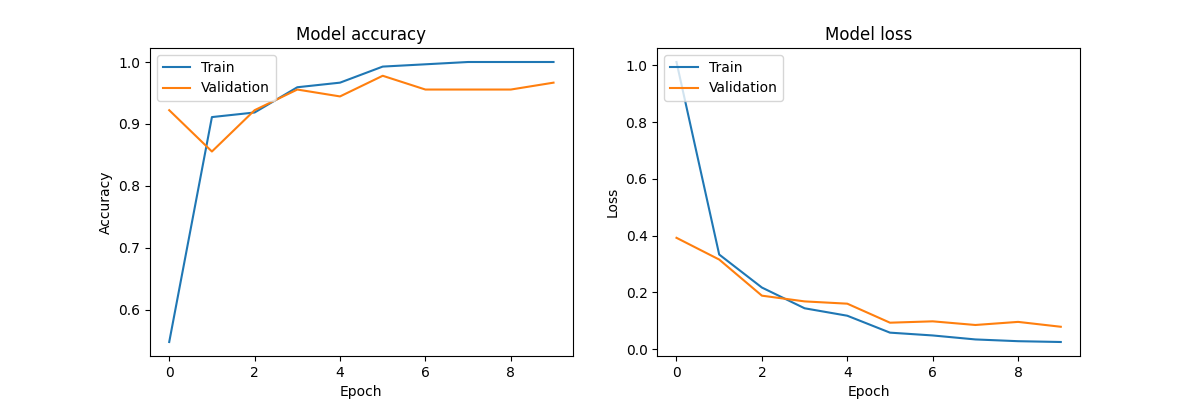 Model accuracy
Train
Validation
1.0
0.9
0.8
0.7
0.6
Accuracy
0 2 4 6 8
Epoch
Model loss
Train
Validation
1.0
0.8
0.6
0.4
0.2
0.0
Loss
0 2 4 6 8
Epoch